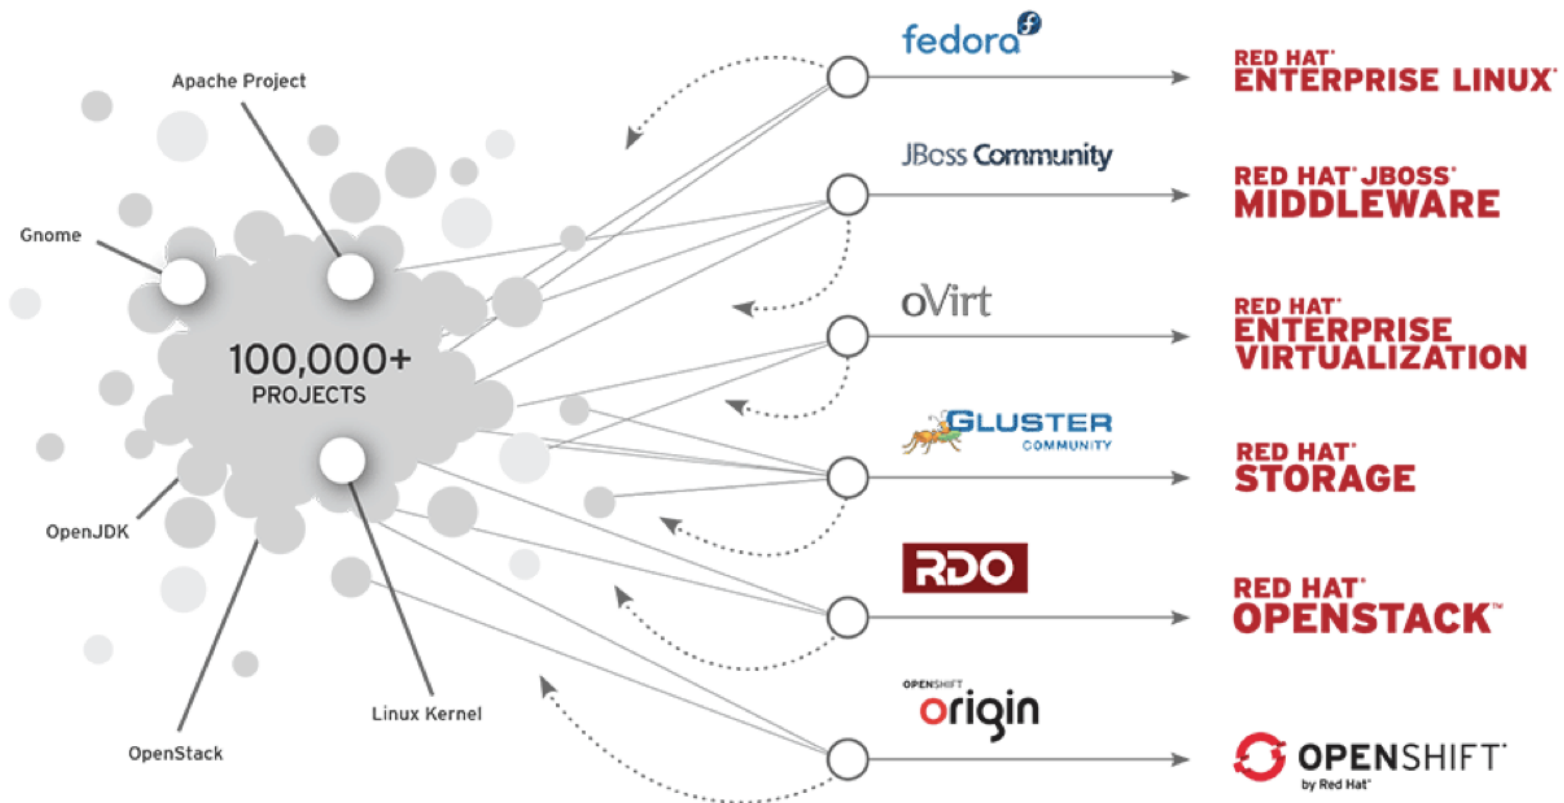 Apache Project
Gnome
100,000+
PROJECTS
OpenJDK
OpenStack
Linux Kernel
fedora
RED HAT®
ENTERPRISE LINUX®
JBoss Community
RED HAT® JBOSS®
MIDDLEWARE
oVirt
RED HAT®
ENTERPRISE
VIRTUALIZATION
GLUSTER
COMMUNITY
RED HAT®
STORAGE
RDO
RED HAT®
OPENSTACK™
OPENSHIFT
origin
OPENSHIFT®
by Red Hat®